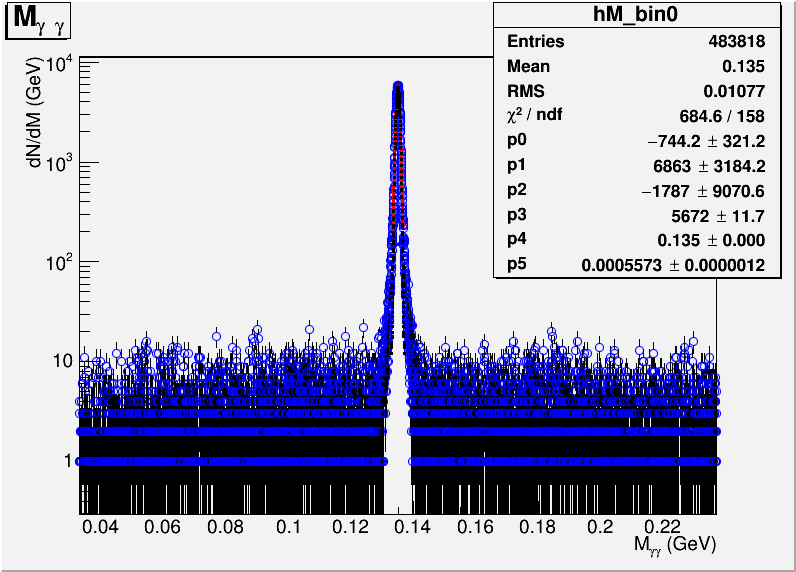 M_γ γ
hM_bin0
Entries 483818
Mean 0.135
RMS 0.01077
χ² / ndf 684.6 / 158
p0 −744.2 ± 321.2
p1 6863 ± 3184.2
p2 −1787 ± 9070.6
p3 5672 ± 11.7
p4 0.135 ± 0.000
p5 0.0005573 ± 0.0000012
dN/dM (GeV)
10⁴
10³
10²
10
1
0.04 0.06 0.08 0.1 0.12 0.14 0.16 0.18 0.2 0.22
M_γγ (GeV)